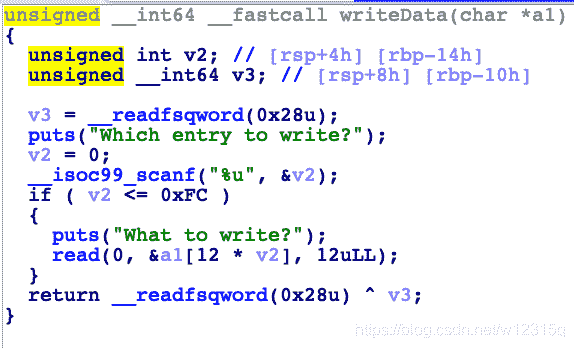 unsigned __int64 __fastcall writeData(char *a1)
{
  unsigned int v2; // [rsp+4h] [rbp-14h]
  unsigned __int64 v3; // [rsp+8h] [rbp-10h]

  v3 = __readfsqword(0x28u);
  puts("Which entry to write?");
  v2 = 0;
  __isoc99_scanf("%u", &v2);
  if ( v2 <= 0xFC )
  {
    puts("What to write?");
    read(0, &a1[12 * v2], 12uLL);
  }
  return __readfsqword(0x28u) ^ v3;
}
https://blog.csdn.net/w12315q